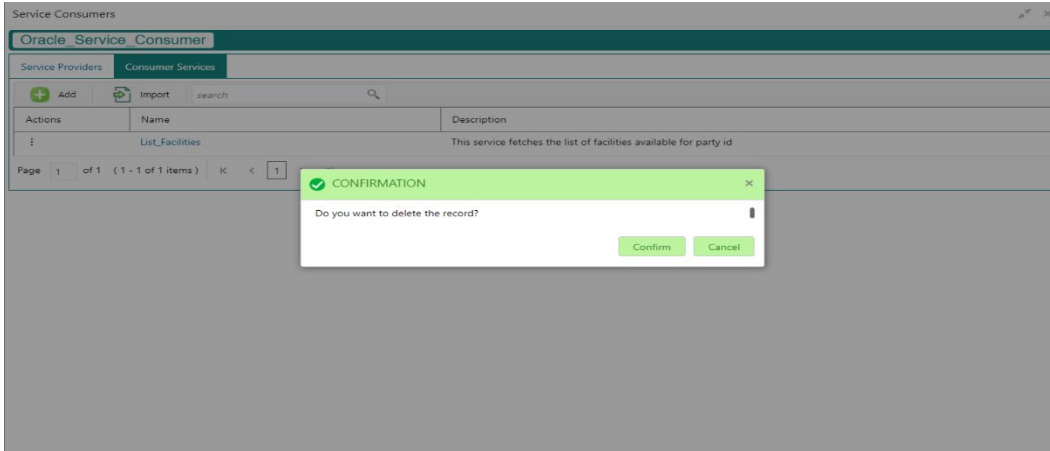 Service Consumers
Oracle_Service_Consumer
Service Providers Consumer Services
Add Import search
Actions Name Description
List_Facilities This service fetches the list of facilities available for party id
Page 1 of 1 (1 - 1 of 1 items) K < 1
CONFIRMATION ×
Do you want to delete the record?
Confirm Cancel